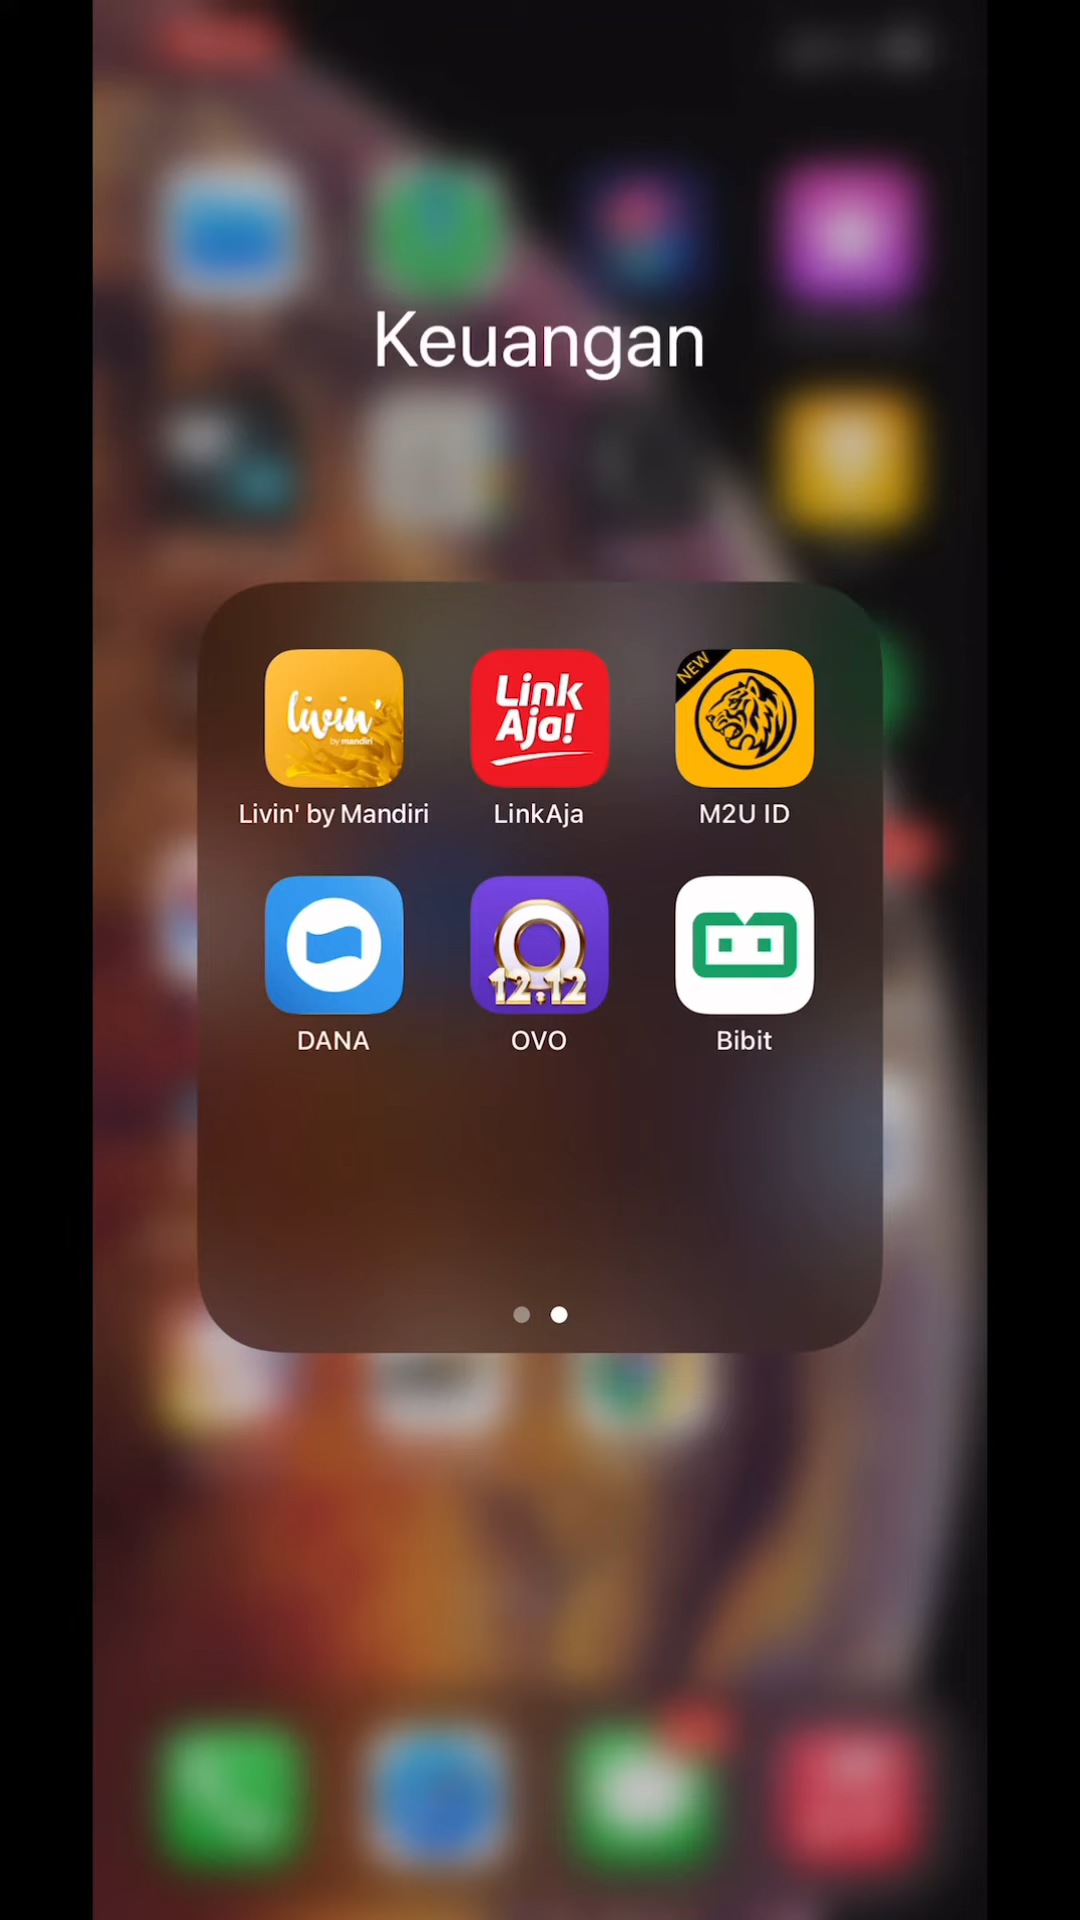 Keuangan
livin'
by mandiri
Link
Aja!
NEW
Livin' by Mandiri
LinkAja
M2U ID
12.12
DANA
OVO
Bibit